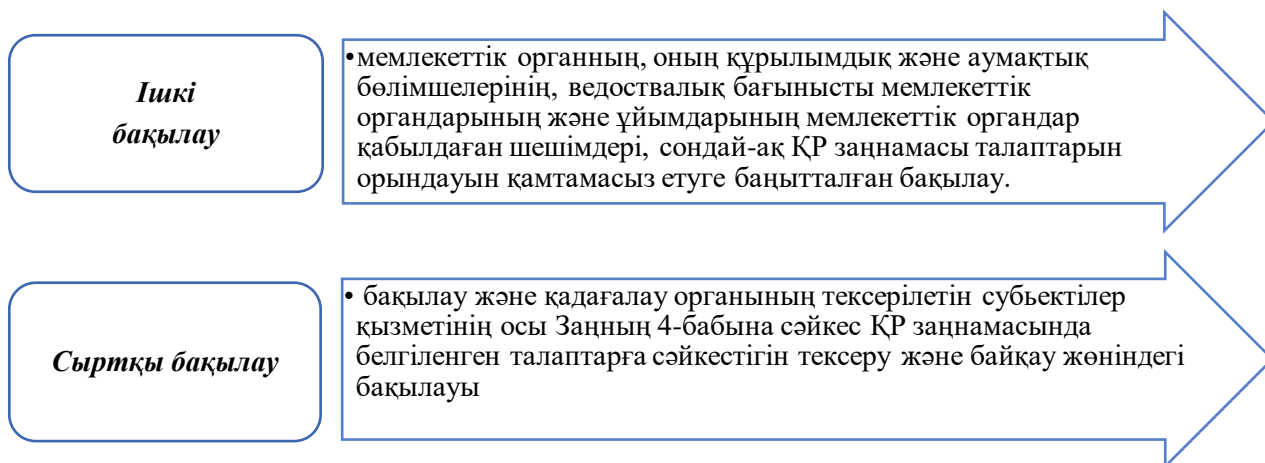 Ішкі
бақылау
•мемлекеттік органның, оның құрылымдық және аумақтық
бөлімшелерінің, ведоствалық бағынысты мемлекеттік
органдарының және ұйымдарының мемлекеттік органдар
қабылдаған шешімдері, сондай-ақ ҚР заңнамасы талаптарын
орындауын қамтамасыз етуге баңытталған бақылау.
Сыртқы бақылау
• бақылау және қадағалау органының тексерілетін субьектілер
қызметінің осы Заңның 4-бабына сәйкес ҚР заңнамасында
белгіленген талаптарға сәйкестігін тексеру және байқау жөніндегі
бақылауы